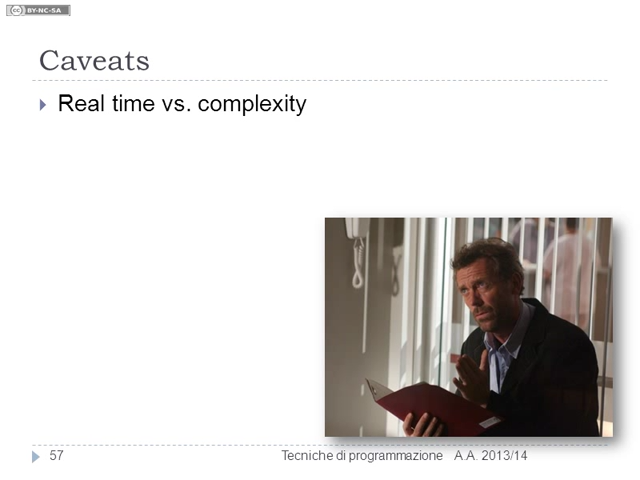 BY-NC-SA
Caveats
Real time vs. complexity
57 Tecniche di programmazione A.A. 2013/14